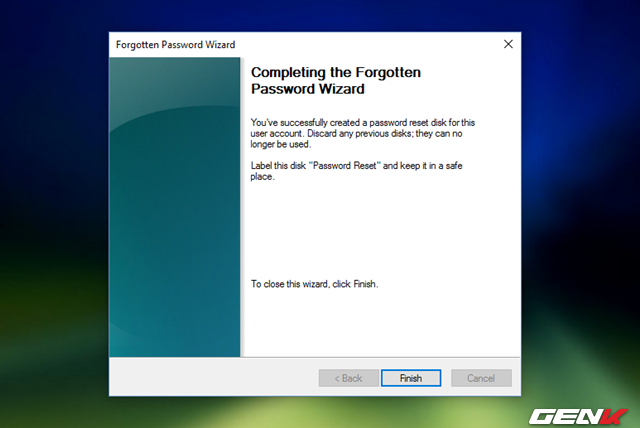 Forgotten Password Wizard
Completing the Forgotten
Password Wizard
You've successfully created a password reset disk for this
user account. Discard any previous disks; they can no
longer be used.
Label this disk "Password Reset" and keep it in a safe
place.
To close this wizard, click Finish.
< Back
Finish
Cancel
GENK